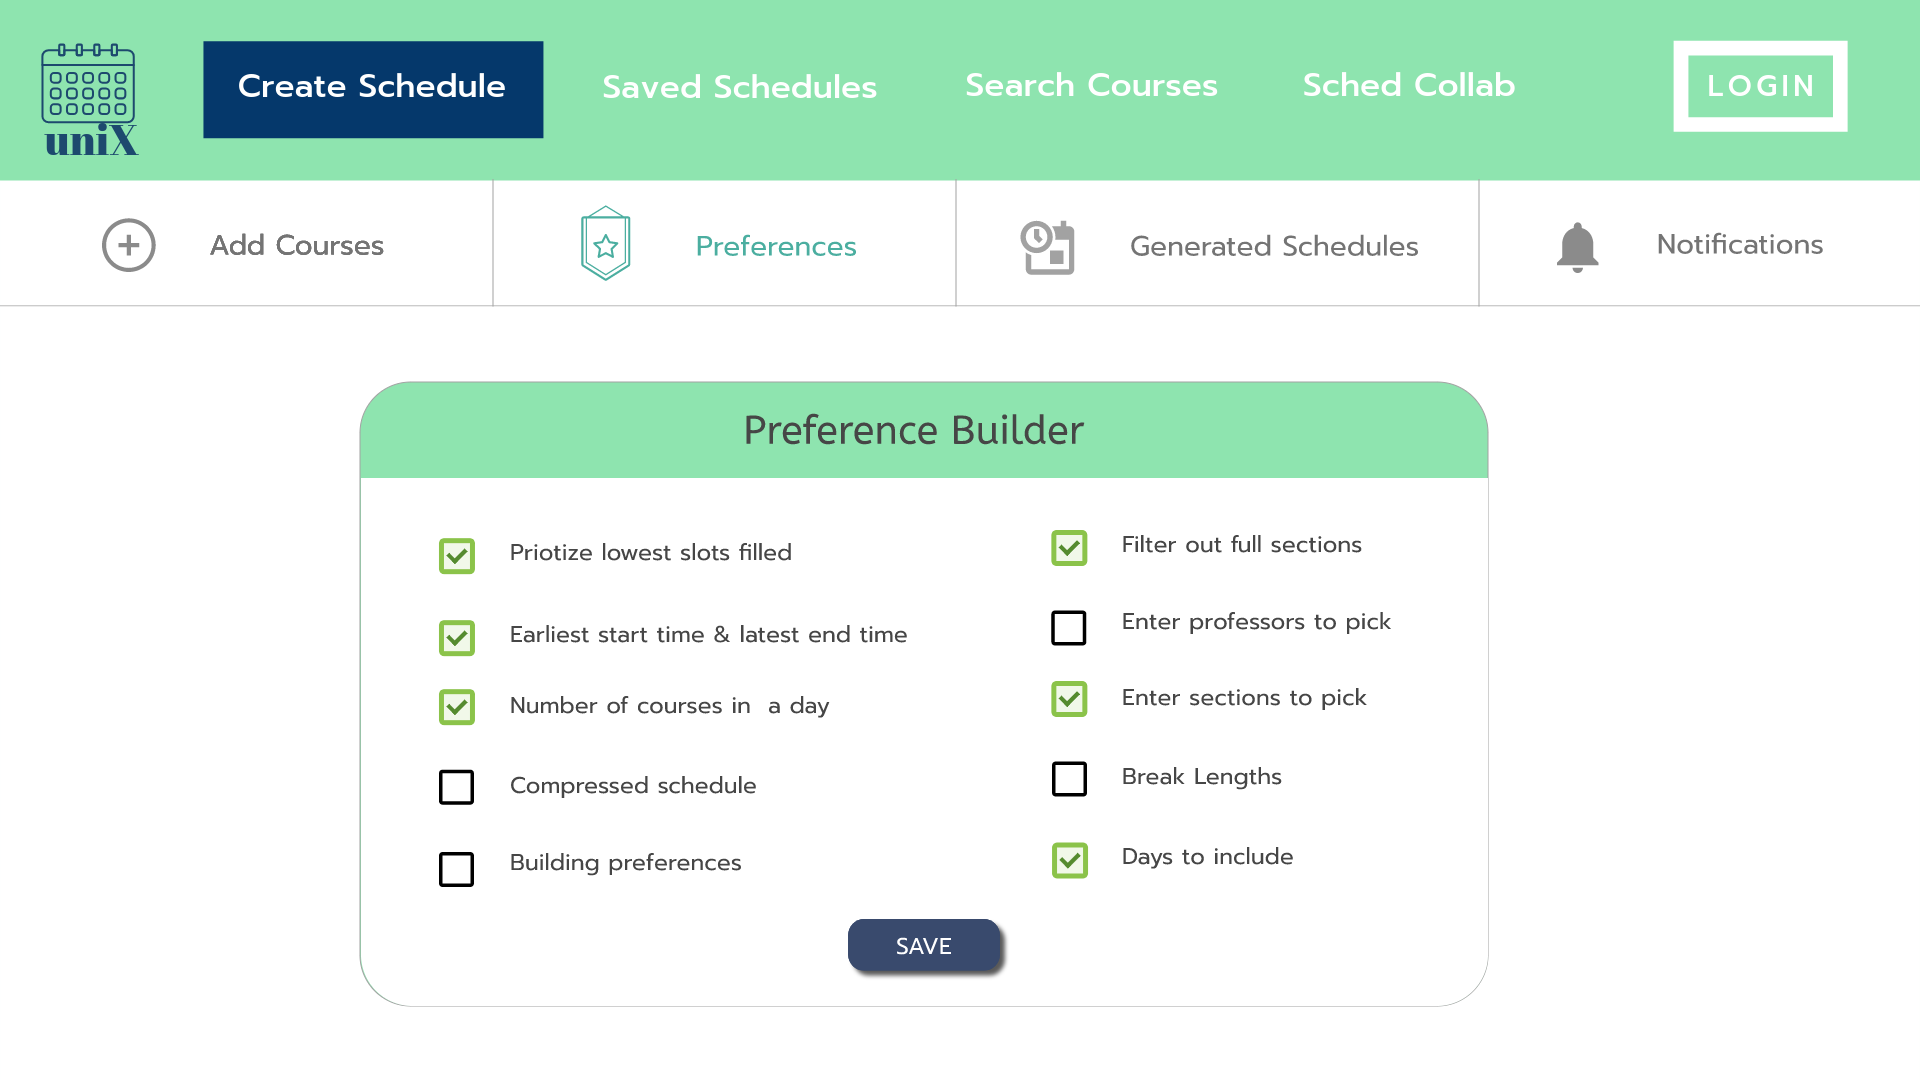 uniX
Create Schedule
Saved Schedules
Search Courses
Sched Collab
LOGIN
Add Courses
Preferences
Generated Schedules
Notifications
Preference Builder
Priotize lowest slots filled
Earliest start time & latest end time
Number of courses in  a day
Compressed schedule
Building preferences
Filter out full sections
Enter professors to pick
Enter sections to pick
Break Lengths
Days to include
SAVE